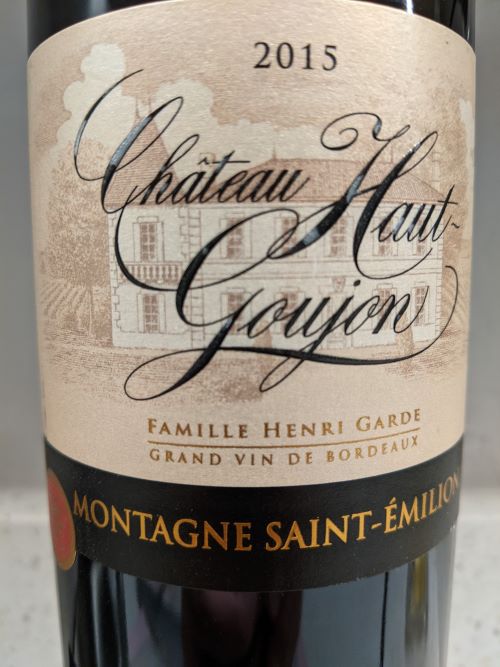 2015
Château Haut-
Goujon
FAMILLE HENRI GARDE
GRAND VIN DE BORDEAUX
MONTAGNE SAINT-ÉMILION